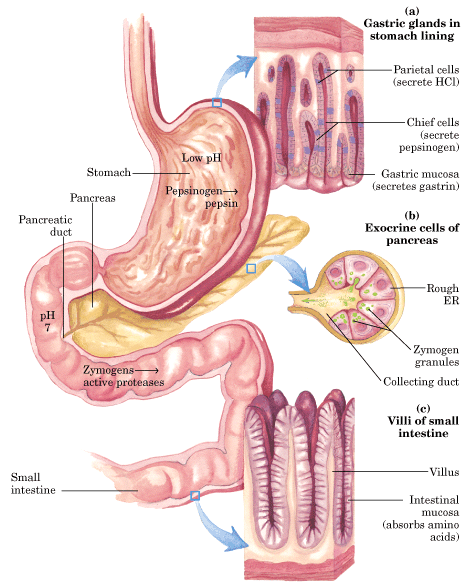 (a)
Gastric glands in
stomach lining
Parietal cells
(secrete HCl)
Chief cells
(secrete
pepsinogen)
Gastric mucosa
(secretes gastrin)
Low pH
Stomach
Pepsinogen→
pepsin
Pancreas
Pancreatic
duct
(b)
Exocrine cells of
pancreas
Rough
ER
pH
7
Zymogen
granules
Zymogens→
active proteases
Collecting duct
(c)
Villi of small
intestine
Villus
Small
intestine
Intestinal
mucosa
(absorbs amino
acids)